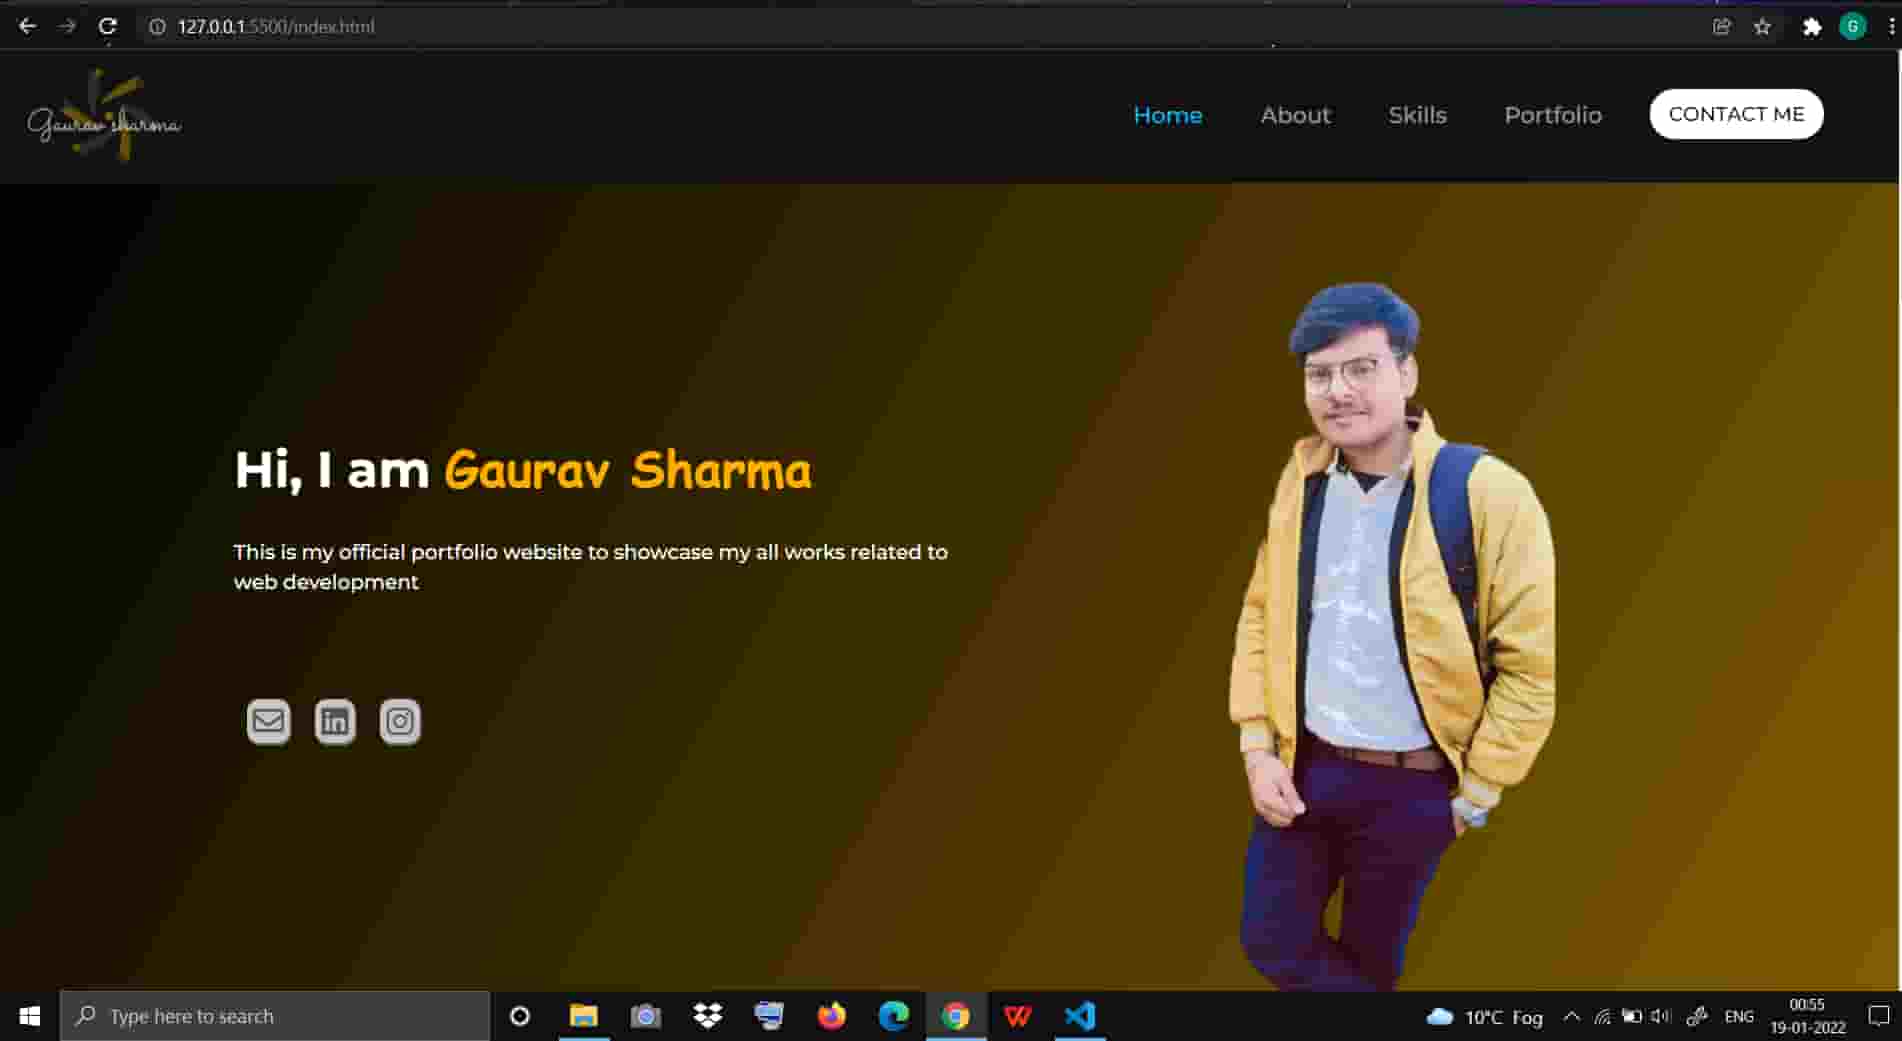 127.0.0.1:5500/index.html
G
Gaurav sharma
Home About Skills Portfolio CONTACT ME
Hi, I am Gaurav Sharma
This is my official portfolio website to showcase my all works related to
web development
in
Type here to search
10°C Fog
ENG
00:55
19-01-2022